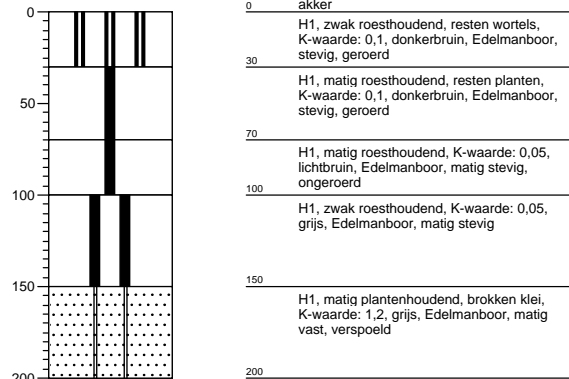 0
50
100
150
200
0
akker
H1, zwak roesthoudend, resten wortels,
K-waarde: 0,1, donkerbruin, Edelmanboor,
stevig, geroerd
30
H1, matig roesthoudend, resten planten,
K-waarde: 0,1, donkerbruin, Edelmanboor,
stevig, geroerd
70
H1, matig roesthoudend, K-waarde: 0,05,
lichtbruin, Edelmanboor, matig stevig,
ongeroerd
100
H1, zwak roesthoudend, K-waarde: 0,05,
grijs, Edelmanboor, matig stevig
150
H1, matig plantenhoudend, brokken klei,
K-waarde: 1,2, grijs, Edelmanboor, matig
vast, verspoeld
200